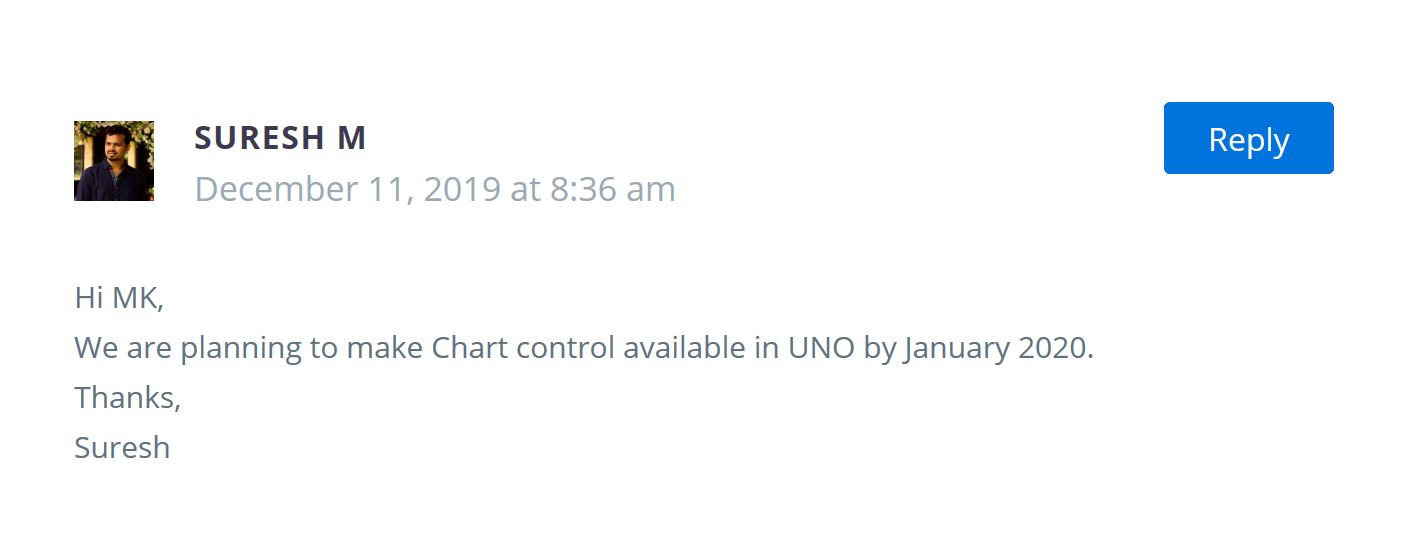 SURESH M
December 11, 2019 at 8:36 am
Reply
Hi MK,
We are planning to make Chart control available in UNO by January 2020.
Thanks,
Suresh